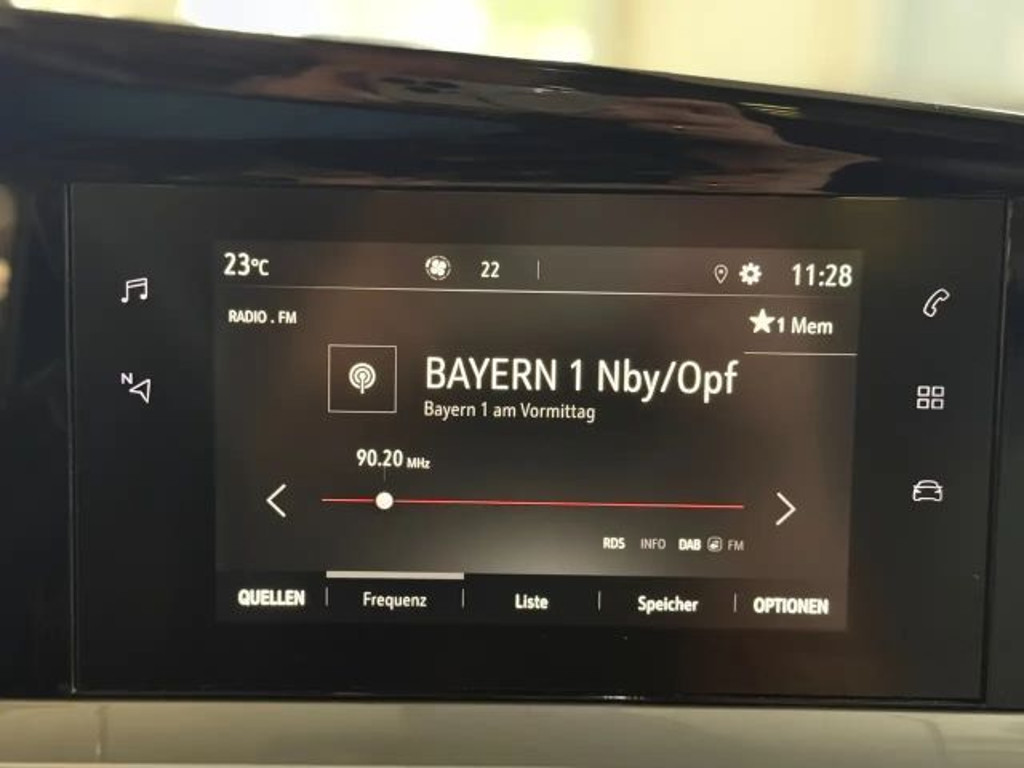 23°C 22 11:28
RADIO . FM
1 Mem
BAYERN 1 Nby/Opf
Bayern 1 am Vormittag
N
90.20 MHz
RDS INFO DAB FM
QUELLEN Frequenz Liste Speicher OPTIONEN